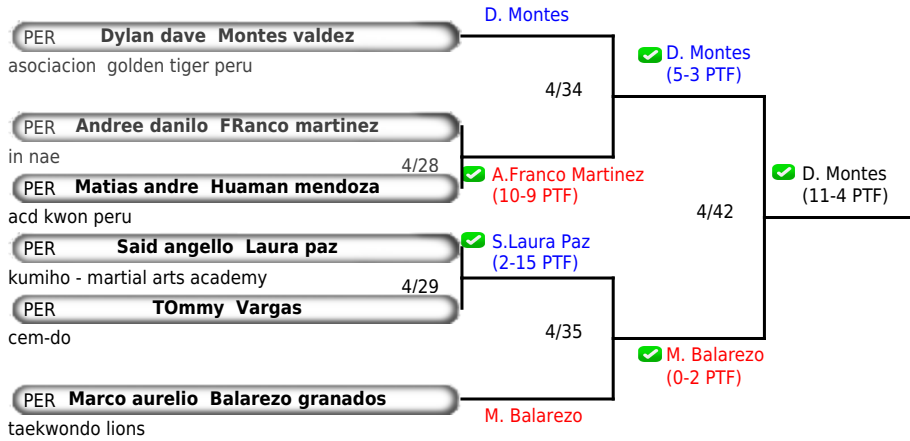 D. Montes
PER Dylan dave Montes valdez
asociacion golden tiger peru
D. Montes
(5-3 PTF)
4/34
PER Andree danilo FRanco martinez
in nae
4/28
A.Franco Martinez
(10-9 PTF)
PER Matias andre Huaman mendoza
acd kwon peru
D. Montes
(11-4 PTF)
4/42
PER Said angello Laura paz
kumiho - martial arts academy
S.Laura Paz
(2-15 PTF)
4/29
PER TOmmy Vargas
cem-do
4/35
M. Balarezo
(0-2 PTF)
PER Marco aurelio Balarezo granados
taekwondo lions
M. Balarezo